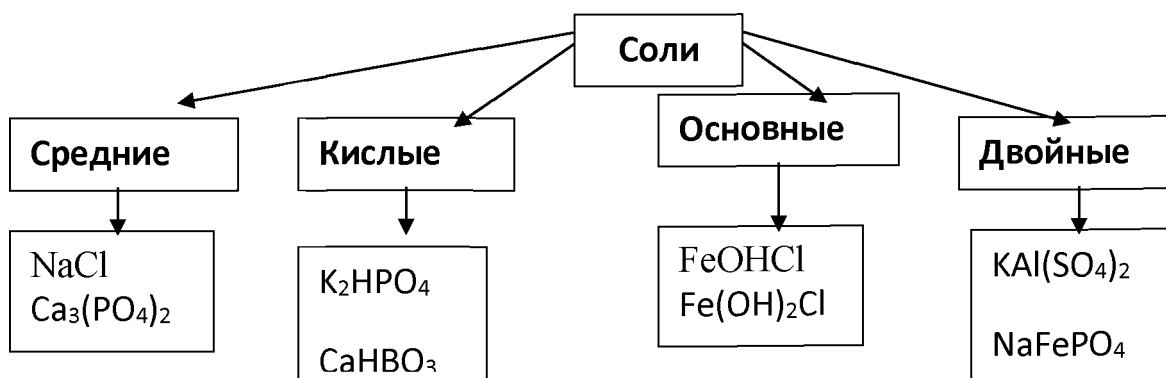 Соли
Средние
Кислые
Основные
Двойные
NaCl
Ca₃(PO₄)₂
K₂HPO₄
CaHBO₃
FeOHCl
Fe(OH)₂Cl
KAl(SO₄)₂
NaFePO₄